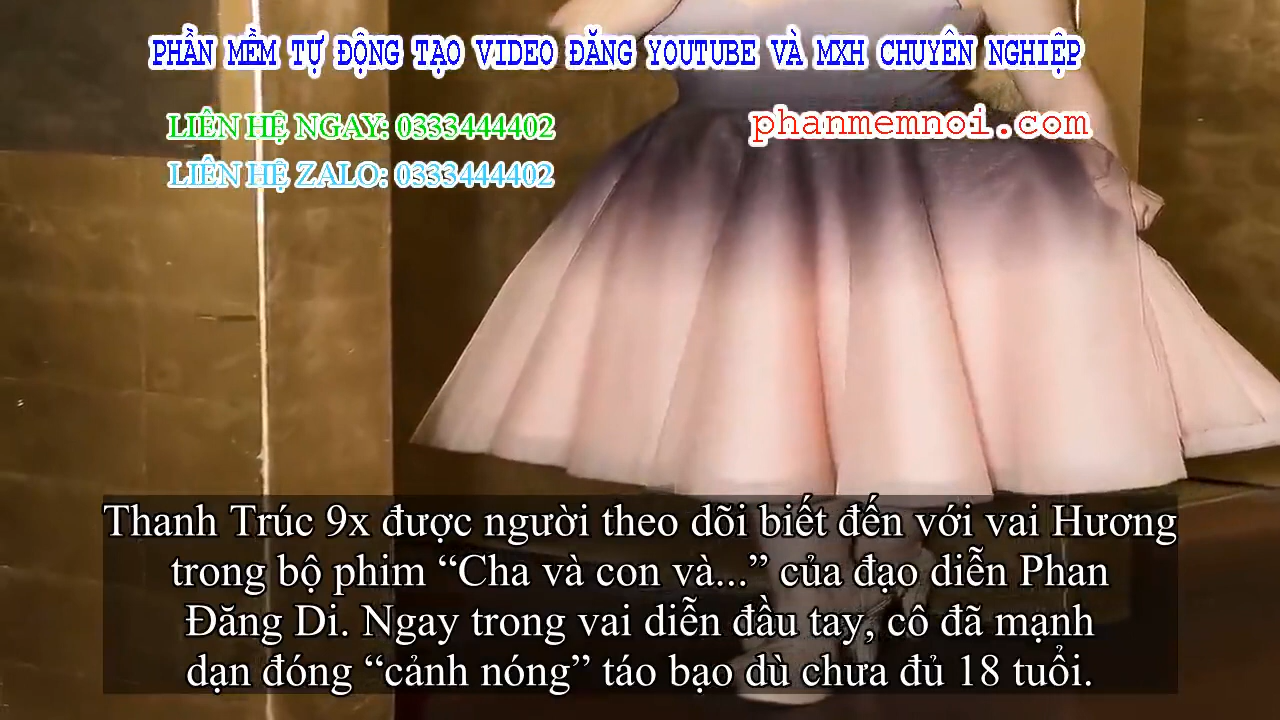 PHẦN MỀM TỰ ĐỘNG TẠO VIDEO ĐĂNG YOUTUBE VÀ MXH CHUYÊN NGHIỆP
LIÊN HỆ NGAY: 0333444402
phanmemnoi.com
LIÊN HỆ ZALO: 0333444402
Thanh Trúc 9x được người theo dõi biết đến với vai Hương
trong bộ phim “Cha và con và...” của đạo diễn Phan
Đăng Di. Ngay trong vai diễn đầu tay, cô đã mạnh
dạn đóng “cảnh nóng” táo bạo dù chưa đủ 18 tuổi.